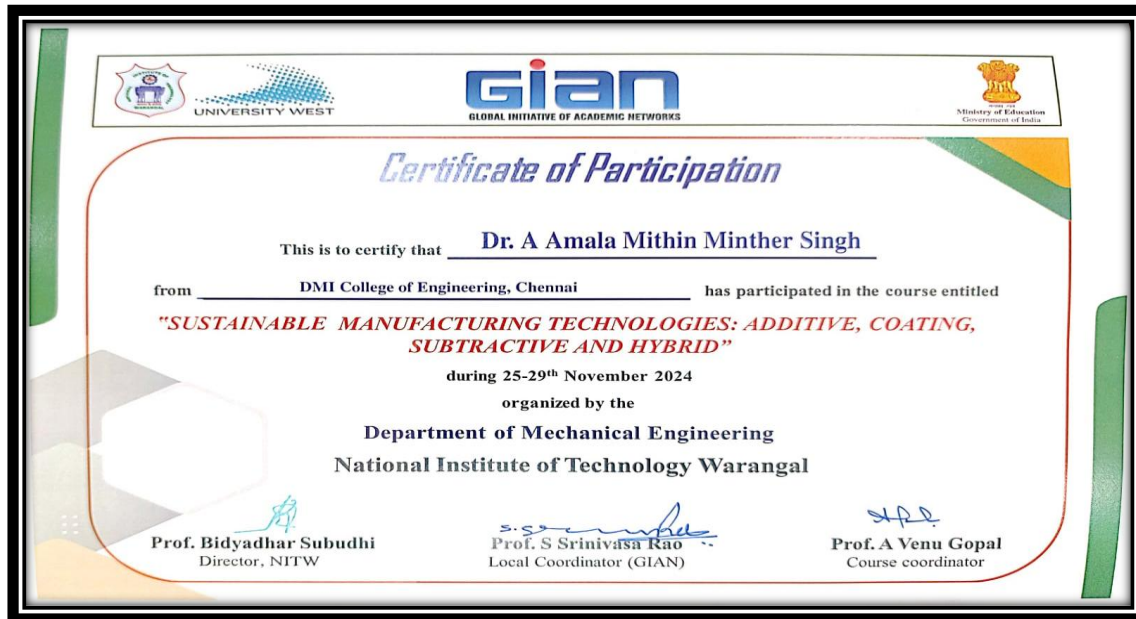 WARANGAL
UNIVERSITY WEST
Gian
GLOBAL INITIATIVE OF ACADEMIC NETWORKS
Ministry of Education
Government of India
Certificate of Participation
This is to certify that Dr. A Amala Mithin Minther Singh
from DMI College of Engineering, Chennai has participated in the course entitled
"SUSTAINABLE MANUFACTURING TECHNOLOGIES: ADDITIVE, COATING,
SUBTRACTIVE AND HYBRID"
during 25-29th November 2024
organized by the
Department of Mechanical Engineering
National Institute of Technology Warangal
Prof. Bidyadhar Subudhi Prof. S Srinivasa Rao Prof. A Venu Gopal
Director, NITW Local Coordinator (GIAN) Course coordinator